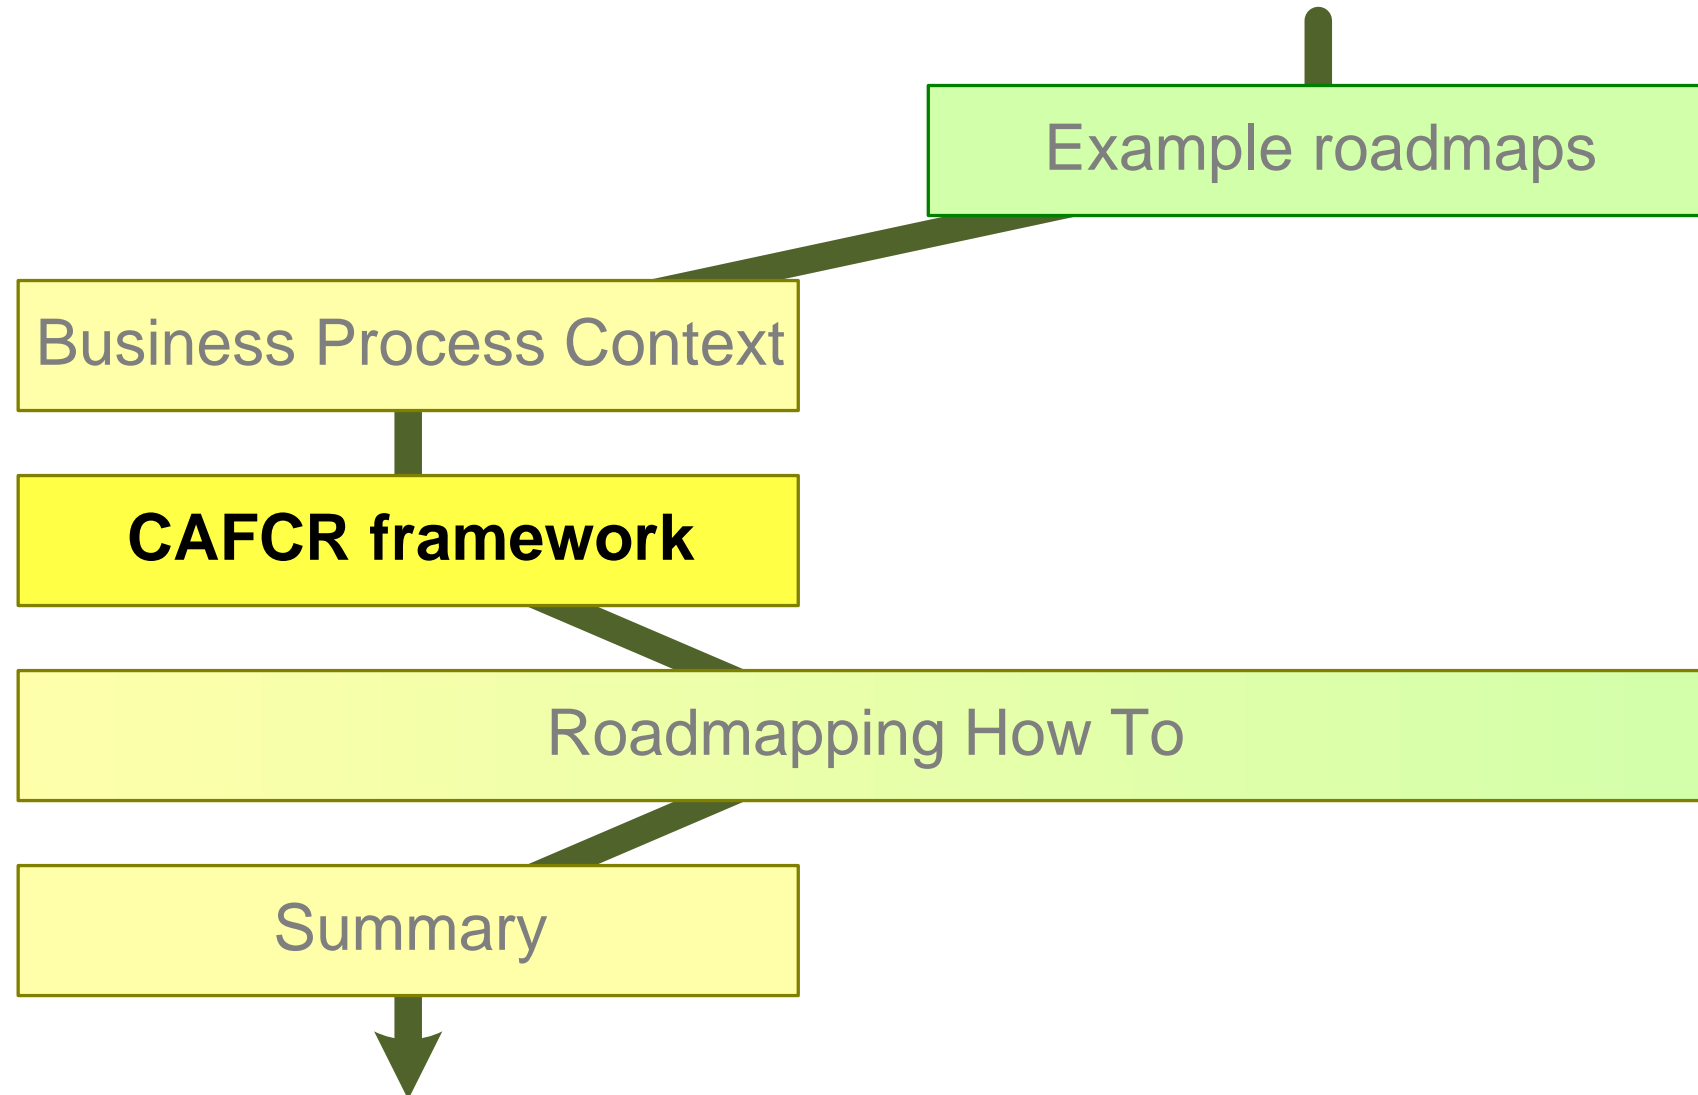 Example roadmaps
Business Process Context
CAFCR framework
Roadmapping How To
Summary